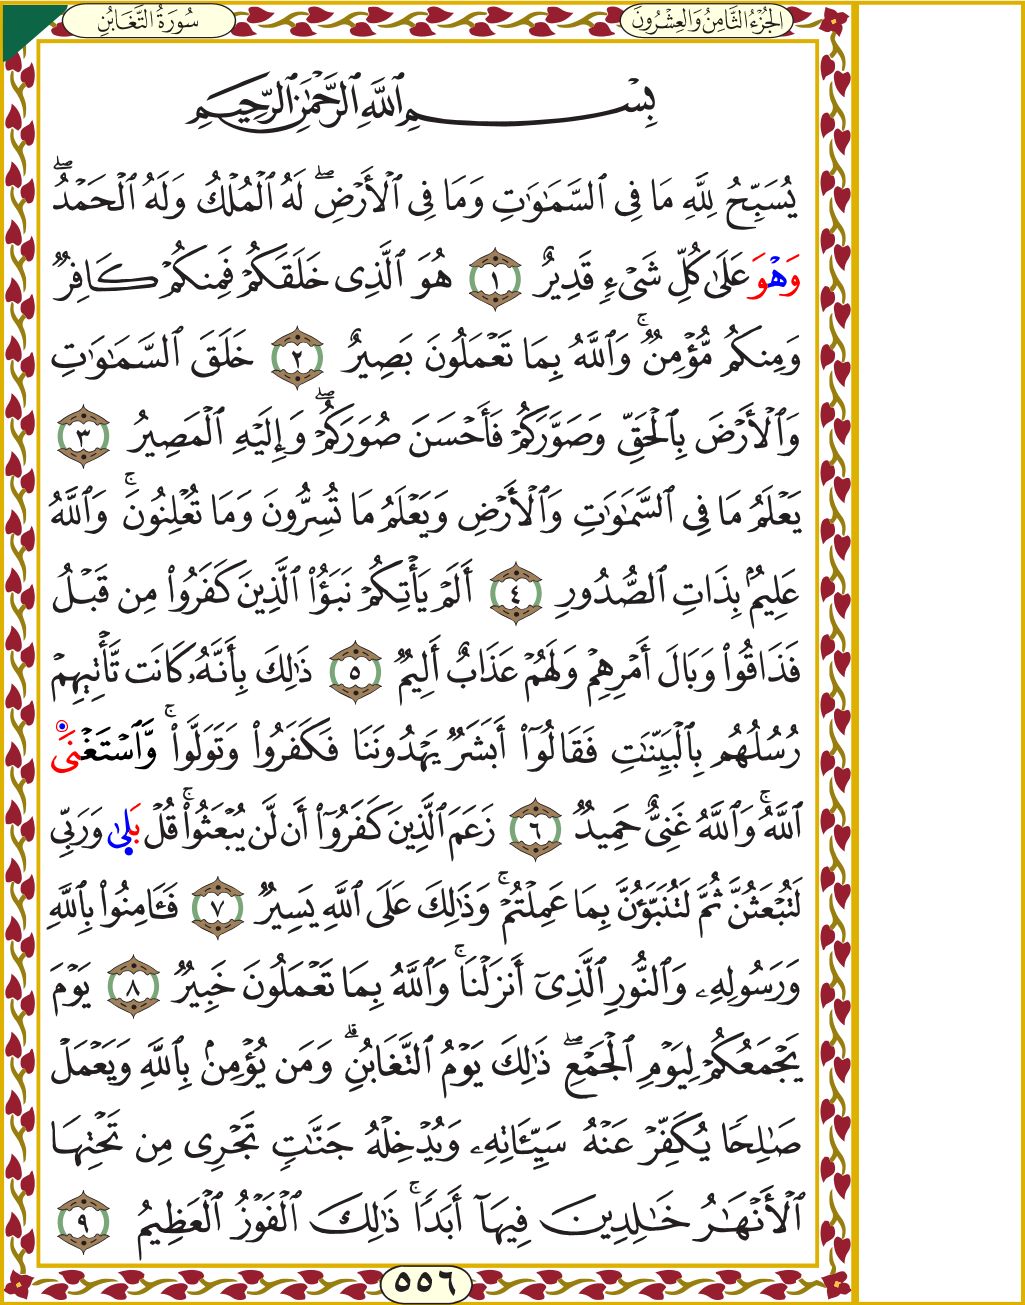 الجُزْءُ الثَّامِنُ وَالعِشْرُونَ
سُورَةُ التَّغَابُنِ
بِسْمِ ٱللَّهِ ٱلرَّحْمَٰنِ ٱلرَّحِيمِ
يُسَبِّحُ لِلَّهِ مَا فِى ٱلسَّمَٰوَٰتِ وَمَا فِى ٱلْأَرْضِۖ لَهُ ٱلْمُلْكُ وَلَهُ ٱلْحَمْدُۖ
وَهْوَ عَلَىٰ كُلِّ شَىْءٍ قَدِيرٌ ١ هُوَ ٱلَّذِى خَلَقَكُمْ فَمِنكُمْ كَافِرٌ
وَمِنكُم مُّؤْمِنٌۚ وَٱللَّهُ بِمَا تَعْمَلُونَ بَصِيرٌ ٢ خَلَقَ ٱلسَّمَٰوَٰتِ
وَٱلْأَرْضَ بِٱلْحَقِّ وَصَوَّرَكُمْ فَأَحْسَنَ صُوَرَكُمْۖ وَإِلَيْهِ ٱلْمَصِيرُ ٣
يَعْلَمُ مَا فِى ٱلسَّمَٰوَٰتِ وَٱلْأَرْضِ وَيَعْلَمُ مَا تُسِرُّونَ وَمَا تُعْلِنُونَۚ وَٱللَّهُ
عَلِيمٌۢ بِذَاتِ ٱلصُّدُورِ ٤ أَلَمْ يَأْتِكُمْ نَبَؤُا۟ ٱلَّذِينَ كَفَرُوا۟ مِن قَبْلُ
فَذَاقُوا۟ وَبَالَ أَمْرِهِمْ وَلَهُمْ عَذَابٌ أَلِيمٌ ٥ ذَٰلِكَ بِأَنَّهُۥ كَانَت تَّأْتِيهِمْ
رُسُلُهُم بِٱلْبَيِّنَٰتِ فَقَالُوٓا۟ أَبَشَرٌ يَهْدُونَنَا فَكَفَرُوا۟ وَتَوَلَّوا۟ۚ وَّٱسْتَغْنَى
ٱللَّهُۚ وَٱللَّهُ غَنِىٌّ حَمِيدٌ ٦ زَعَمَ ٱلَّذِينَ كَفَرُوٓا۟ أَن لَّن يُبْعَثُوا۟ۚ قُلْ بَلَىٰ وَرَبِّى
لَتُبْعَثُنَّ ثُمَّ لَتُنَبَّؤُنَّ بِمَا عَمِلْتُمْۚ وَذَٰلِكَ عَلَى ٱللَّهِ يَسِيرٌ ٧ فَـَٔامِنُوا۟ بِٱللَّهِ
وَرَسُولِهِۦ وَٱلنُّورِ ٱلَّذِىٓ أَنزَلْنَاۚ وَٱللَّهُ بِمَا تَعْمَلُونَ خَبِيرٌ ٨ يَوْمَ
يَجْمَعُكُمْ لِيَوْمِ ٱلْجَمْعِۖ ذَٰلِكَ يَوْمُ ٱلتَّغَابُنِۗ وَمَن يُؤْمِنۢ بِٱللَّهِ وَيَعْمَلْ
صَٰلِحًا يُكَفِّرْ عَنْهُ سَيِّـَٔاتِهِۦ وَيُدْخِلْهُ جَنَّٰتٍ تَجْرِى مِن تَحْتِهَا
ٱلْأَنْهَٰرُ خَٰلِدِينَ فِيهَآ أَبَدًاۚ ذَٰلِكَ ٱلْفَوْزُ ٱلْعَظِيمُ ٩
٥٥٦